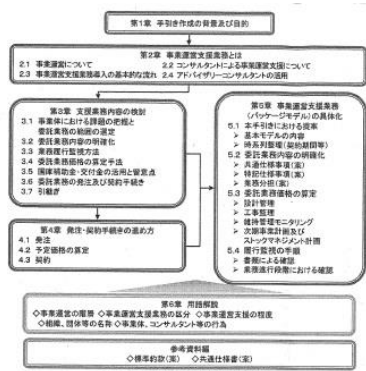 第1章 手引き作成の背景及び目的
第2章 事業運営支援業務とは
2.1 事業運営について 2.2 コンサルタントによる事業運営支援について
2.3 事業運営支援業務導入の基本的な流れ 2.4 アドバイザリーコンサルタントの活用
第3章 支援業務内容の検討
3.1 事業体における課題の把握と
委託業務の範囲の選定
3.2 委託業務内容の明確化
3.3 業務履行監視方法
3.4 委託業務価格の算定手法
3.5 国庫補助金・交付金の活用と留意点
3.6 委託業務の発注及び契約手続き
3.7 引継ぎ
第4章 発注・契約手続きの進め方
4.1 発注
4.2 予定価格の算定
4.3 契約
第5章 事業運営支援業務
(パッケージモデル)の具体化
5.1 本手引きにおける提案
➢ 基本モデルの内容
➢ 時系列整理(契約期間等)
5.2 委託業務内容の明確化
➢ 共通仕様事項(案)
➢ 特記仕様事項(案)
➢ 業務分担(案)
5.3 委託業務価格の算定
➢ 設計管理
➢ 工事監理
➢ 維持管理モニタリング
➢ 次期事業計画及び
ストックマネジメント計画
5.4 履行監視の手順
➢ 書類による確認
➢ 業務進行段階における確認
第6章 用語解説
◇事業運営の階層 ◇事業運営支援業務の区分 ◇事業運営支援の程度
◇組織、団体等の名称 ◇事業体、コンサルタント等の行為
参考資料編
◇標準約款(案) ◇共通仕様書(案)